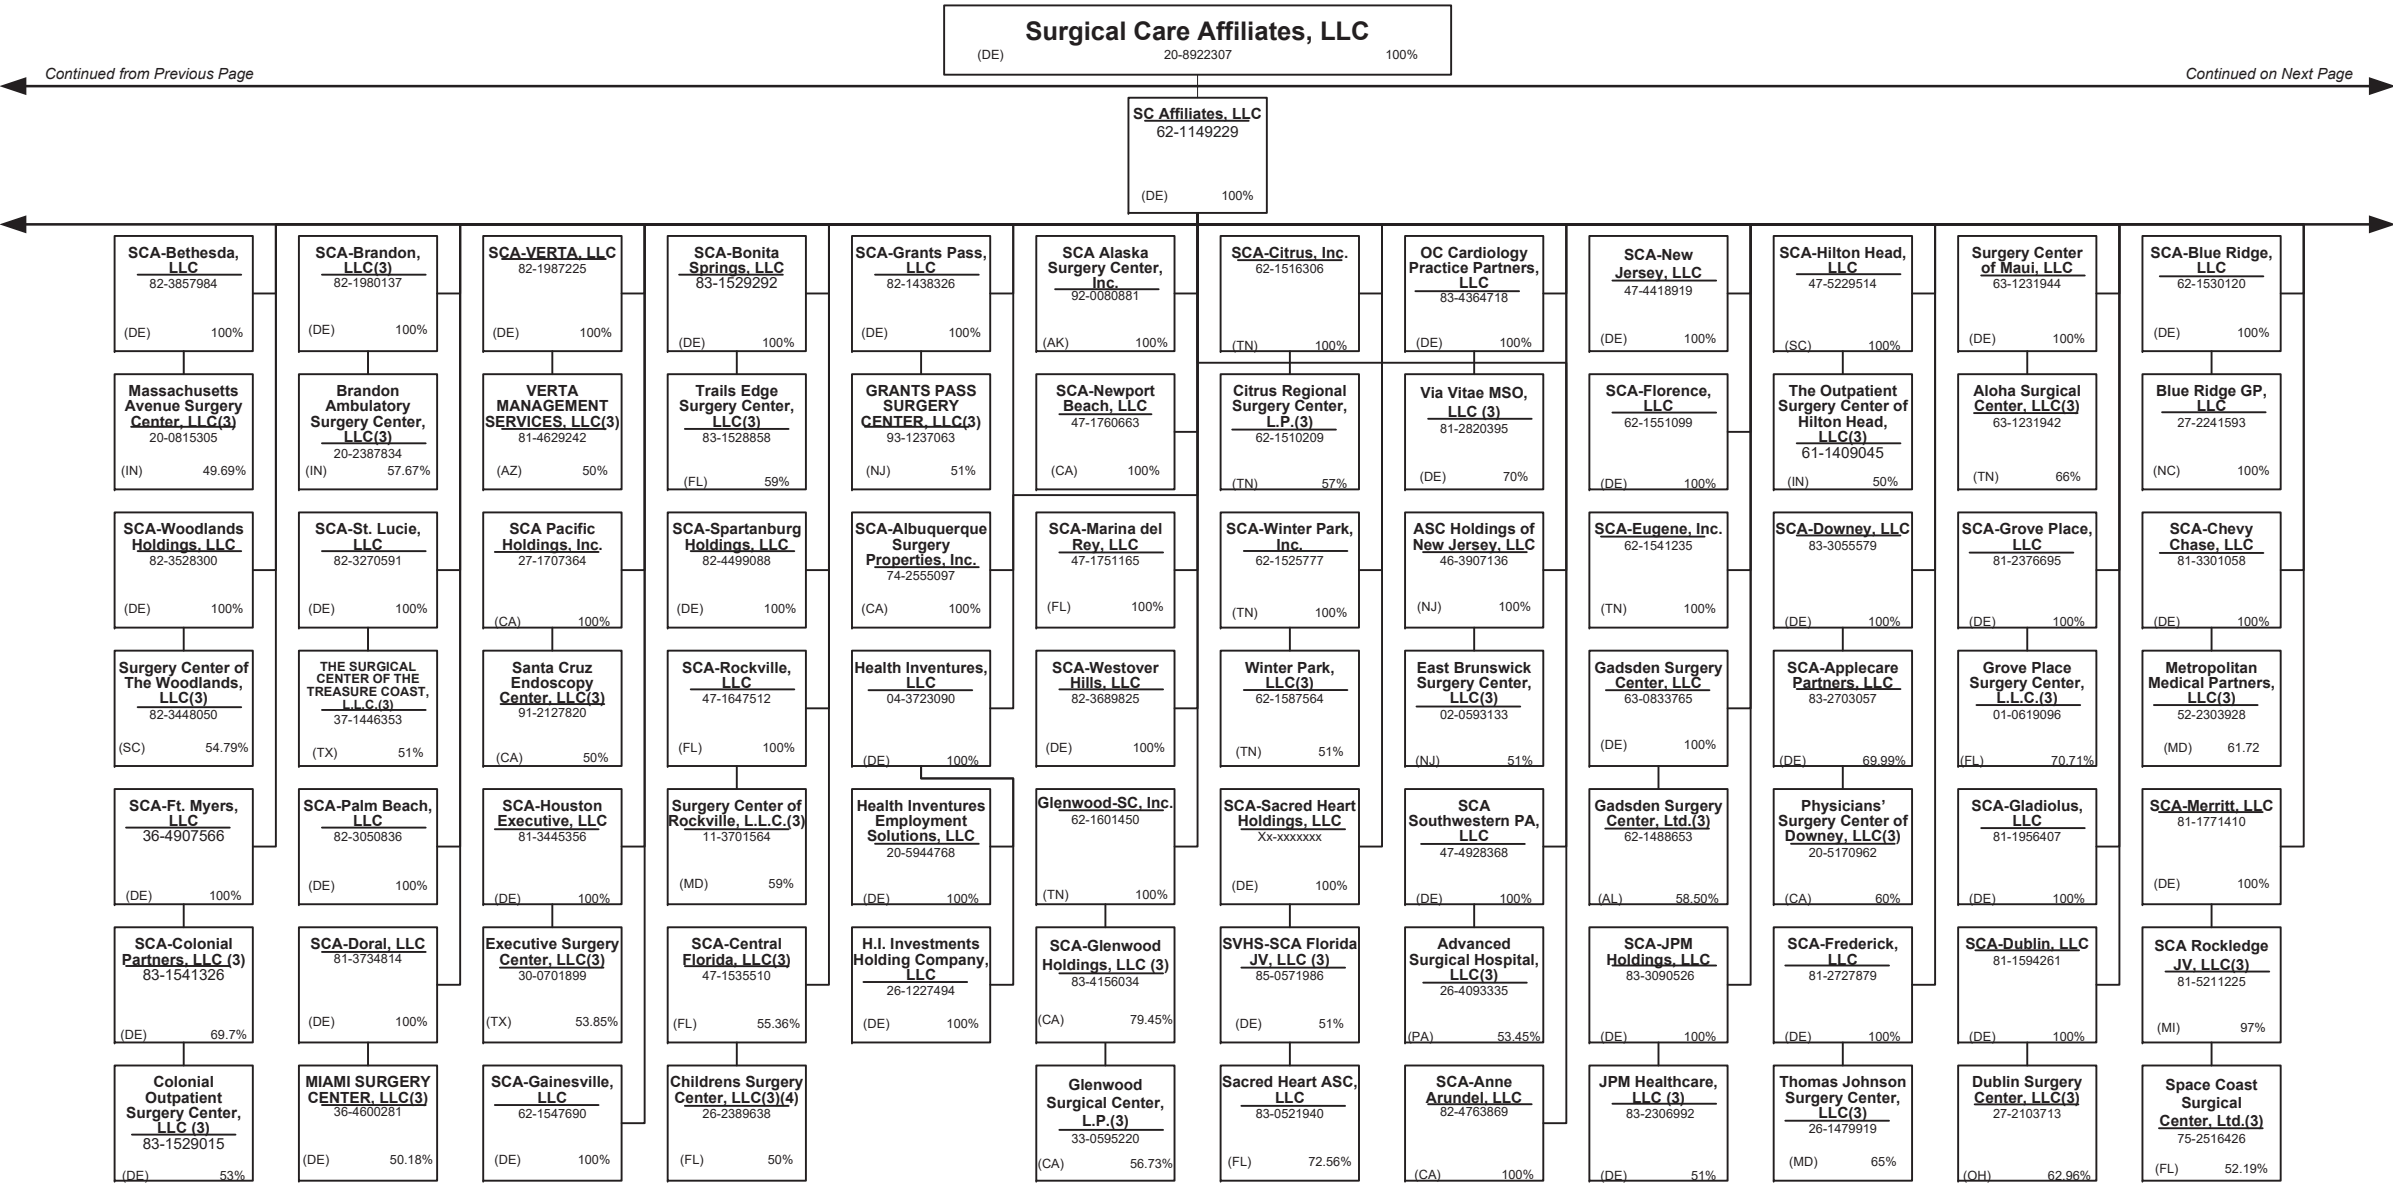 Surgical Care Affiliates, LLC
(DE) 20-8922307 100%
Continued from Previous Page
Continued on Next Page
SC Affiliates, LLC
62-1149229
(DE) 100%
SCA-Bethesda,
LLC
82-3857984
(DE) 100%
SCA-Brandon,
LLC(3)
82-1980137
(DE) 100%
SCA-VERTA, LLC
82-1987225
(DE) 100%
SCA-Bonita
Springs, LLC
83-1529292
(DE) 100%
SCA-Grants Pass,
LLC
82-1438326
(DE) 100%
SCA Alaska
Surgery Center,
Inc.
92-0080881
(AK) 100%
SCA-Citrus, Inc.
62-1516306
(TN) 100%
OC Cardiology
Practice Partners,
LLC
83-4364718
(DE) 100%
SCA-New
Jersey, LLC
47-4418919
(DE) 100%
SCA-Hilton Head,
LLC
47-5229514
(SC) 100%
Surgery Center
of Maui, LLC
63-1231944
(DE) 100%
SCA-Blue Ridge,
LLC
62-1530120
(DE) 100%
Massachusetts
Avenue Surgery
Center, LLC(3)
20-0815305
(IN) 49.69%
Brandon
Ambulatory
Surgery Center,
LLC(3)
20-2387834
(IN) 57.67%
VERTA
MANAGEMENT
SERVICES, LLC(3)
81-4629242
(AZ) 50%
Trails Edge
Surgery Center,
LLC(3)
83-1528858
(FL) 59%
GRANTS PASS
SURGERY
CENTER, LLC(3)
93-1237063
(NJ) 51%
SCA-Newport
Beach, LLC
47-1760663
(CA) 100%
Citrus Regional
Surgery Center,
L.P.(3)
62-1510209
(TN) 57%
Via Vitae MSO,
LLC (3)
81-2820395
(DE) 70%
SCA-Florence,
LLC
62-1551099
(DE) 100%
The Outpatient
Surgery Center of
Hilton Head,
LLC(3)
61-1409045
(IN) 50%
Aloha Surgical
Center, LLC(3)
63-1231942
(TN) 66%
Blue Ridge GP,
LLC
27-2241593
(NC) 100%
SCA-Woodlands
Holdings, LLC
82-3528300
(DE) 100%
SCA-St. Lucie,
LLC
82-3270591
(DE) 100%
SCA Pacific
Holdings, Inc.
27-1707364
(CA) 100%
SCA-Spartanburg
Holdings, LLC
82-4499088
(DE) 100%
SCA-Albuquerque
Surgery
Properties, Inc.
74-2555097
(CA) 100%
SCA-Marina del
Rey, LLC
47-1751165
(FL) 100%
SCA-Winter Park,
Inc.
62-1525777
(TN) 100%
ASC Holdings of
New Jersey, LLC
46-3907136
(NJ) 100%
SCA-Eugene, Inc.
62-1541235
(TN) 100%
SCA-Downey, LLC
83-3055579
(DE) 100%
SCA-Grove Place,
LLC
81-2376695
(DE) 100%
SCA-Chevy
Chase, LLC
81-3301058
(DE) 100%
Surgery Center of
The Woodlands,
LLC(3)
82-3448050
(SC) 54.79%
THE SURGICAL
CENTER OF THE
TREASURE COAST,
L.L.C.(3)
37-1446353
(TX) 51%
Santa Cruz
Endoscopy
Center, LLC(3)
91-2127820
(CA) 50%
SCA-Rockville,
LLC
47-1647512
(FL) 100%
Health Inventures,
LLC
04-3723090
(DE) 100%
SCA-Westover
Hills, LLC
82-3689825
(DE) 100%
Winter Park,
LLC(3)
62-1587564
(TN) 51%
East Brunswick
Surgery Center,
LLC(3)
02-0593133
(NJ) 51%
Gadsden Surgery
Center, LLC
63-0833765
(DE) 100%
SCA-Applecare
Partners, LLC
83-2703057
(DE) 69.99%
Grove Place
Surgery Center,
L.L.C.(3)
01-0619096
(FL) 70.71%
Metropolitan
Medical Partners,
LLC(3)
52-2303928
(MD) 61.72
SCA-Ft. Myers,
LLC
36-4907566
(DE) 100%
SCA-Palm Beach,
LLC
82-3050836
(DE) 100%
SCA-Houston
Executive, LLC
81-3445356
(DE) 100%
Surgery Center of
Rockville, L.L.C.(3)
11-3701564
(MD) 59%
Health Inventures
Employment
Solutions, LLC
20-5944768
(DE) 100%
Glenwood-SC, Inc.
62-1601450
(TN) 100%
SCA-Sacred Heart
Holdings, LLC
Xx-xxxxxxx
(DE) 100%
SCA
Southwestern PA,
LLC
47-4928368
(DE) 100%
Gadsden Surgery
Center, Ltd.(3)
62-1488653
(AL) 58.50%
Physicians’
Surgery Center of
Downey, LLC(3)
20-5170962
(CA) 60%
SCA-Gladiolus,
LLC
81-1956407
(DE) 100%
SCA-Merritt, LLC
81-1771410
(DE) 100%
SCA-Colonial
Partners, LLC (3)
83-1541326
(DE) 69.7%
SCA-Doral, LLC
81-3734814
(DE) 100%
Executive Surgery
Center, LLC(3)
30-0701899
(TX) 53.85%
SCA-Central
Florida, LLC(3)
47-1535510
(FL) 55.36%
H.I. Investments
Holding Company,
LLC
26-1227494
(DE) 100%
SCA-Glenwood
Holdings, LLC (3)
83-4156034
(CA) 79.45%
SVHS-SCA Florida
JV, LLC (3)
85-0571986
(DE) 51%
Advanced
Surgical Hospital,
LLC(3)
26-4093335
(PA) 53.45%
SCA-JPM
Holdings, LLC
83-3090526
(DE) 100%
SCA-Frederick,
LLC
81-2727879
(DE) 100%
SCA-Dublin, LLC
81-1594261
(DE) 100%
SCA Rockledge
JV, LLC(3)
81-5211225
(MI) 97%
Colonial
Outpatient
Surgery Center,
LLC (3)
83-1529015
(DE) 53%
MIAMI SURGERY
CENTER, LLC(3)
36-4600281
(DE) 50.18%
SCA-Gainesville,
LLC
62-1547690
(DE) 100%
Childrens Surgery
Center, LLC(3)(4)
26-2389638
(FL) 50%
Glenwood
Surgical Center,
L.P.(3)
33-0595220
(CA) 56.73%
Sacred Heart ASC,
LLC
83-0521940
(FL) 72.56%
SCA-Anne
Arundel, LLC
82-4763869
(CA) 100%
JPM Healthcare,
LLC (3)
83-2306992
(DE) 51%
Thomas Johnson
Surgery Center,
LLC(3)
26-1479919
(MD) 65%
Dublin Surgery
Center, LLC(3)
27-2103713
(OH) 62.96%
Space Coast
Surgical
Center, Ltd.(3)
75-2516426
(FL) 52.19%